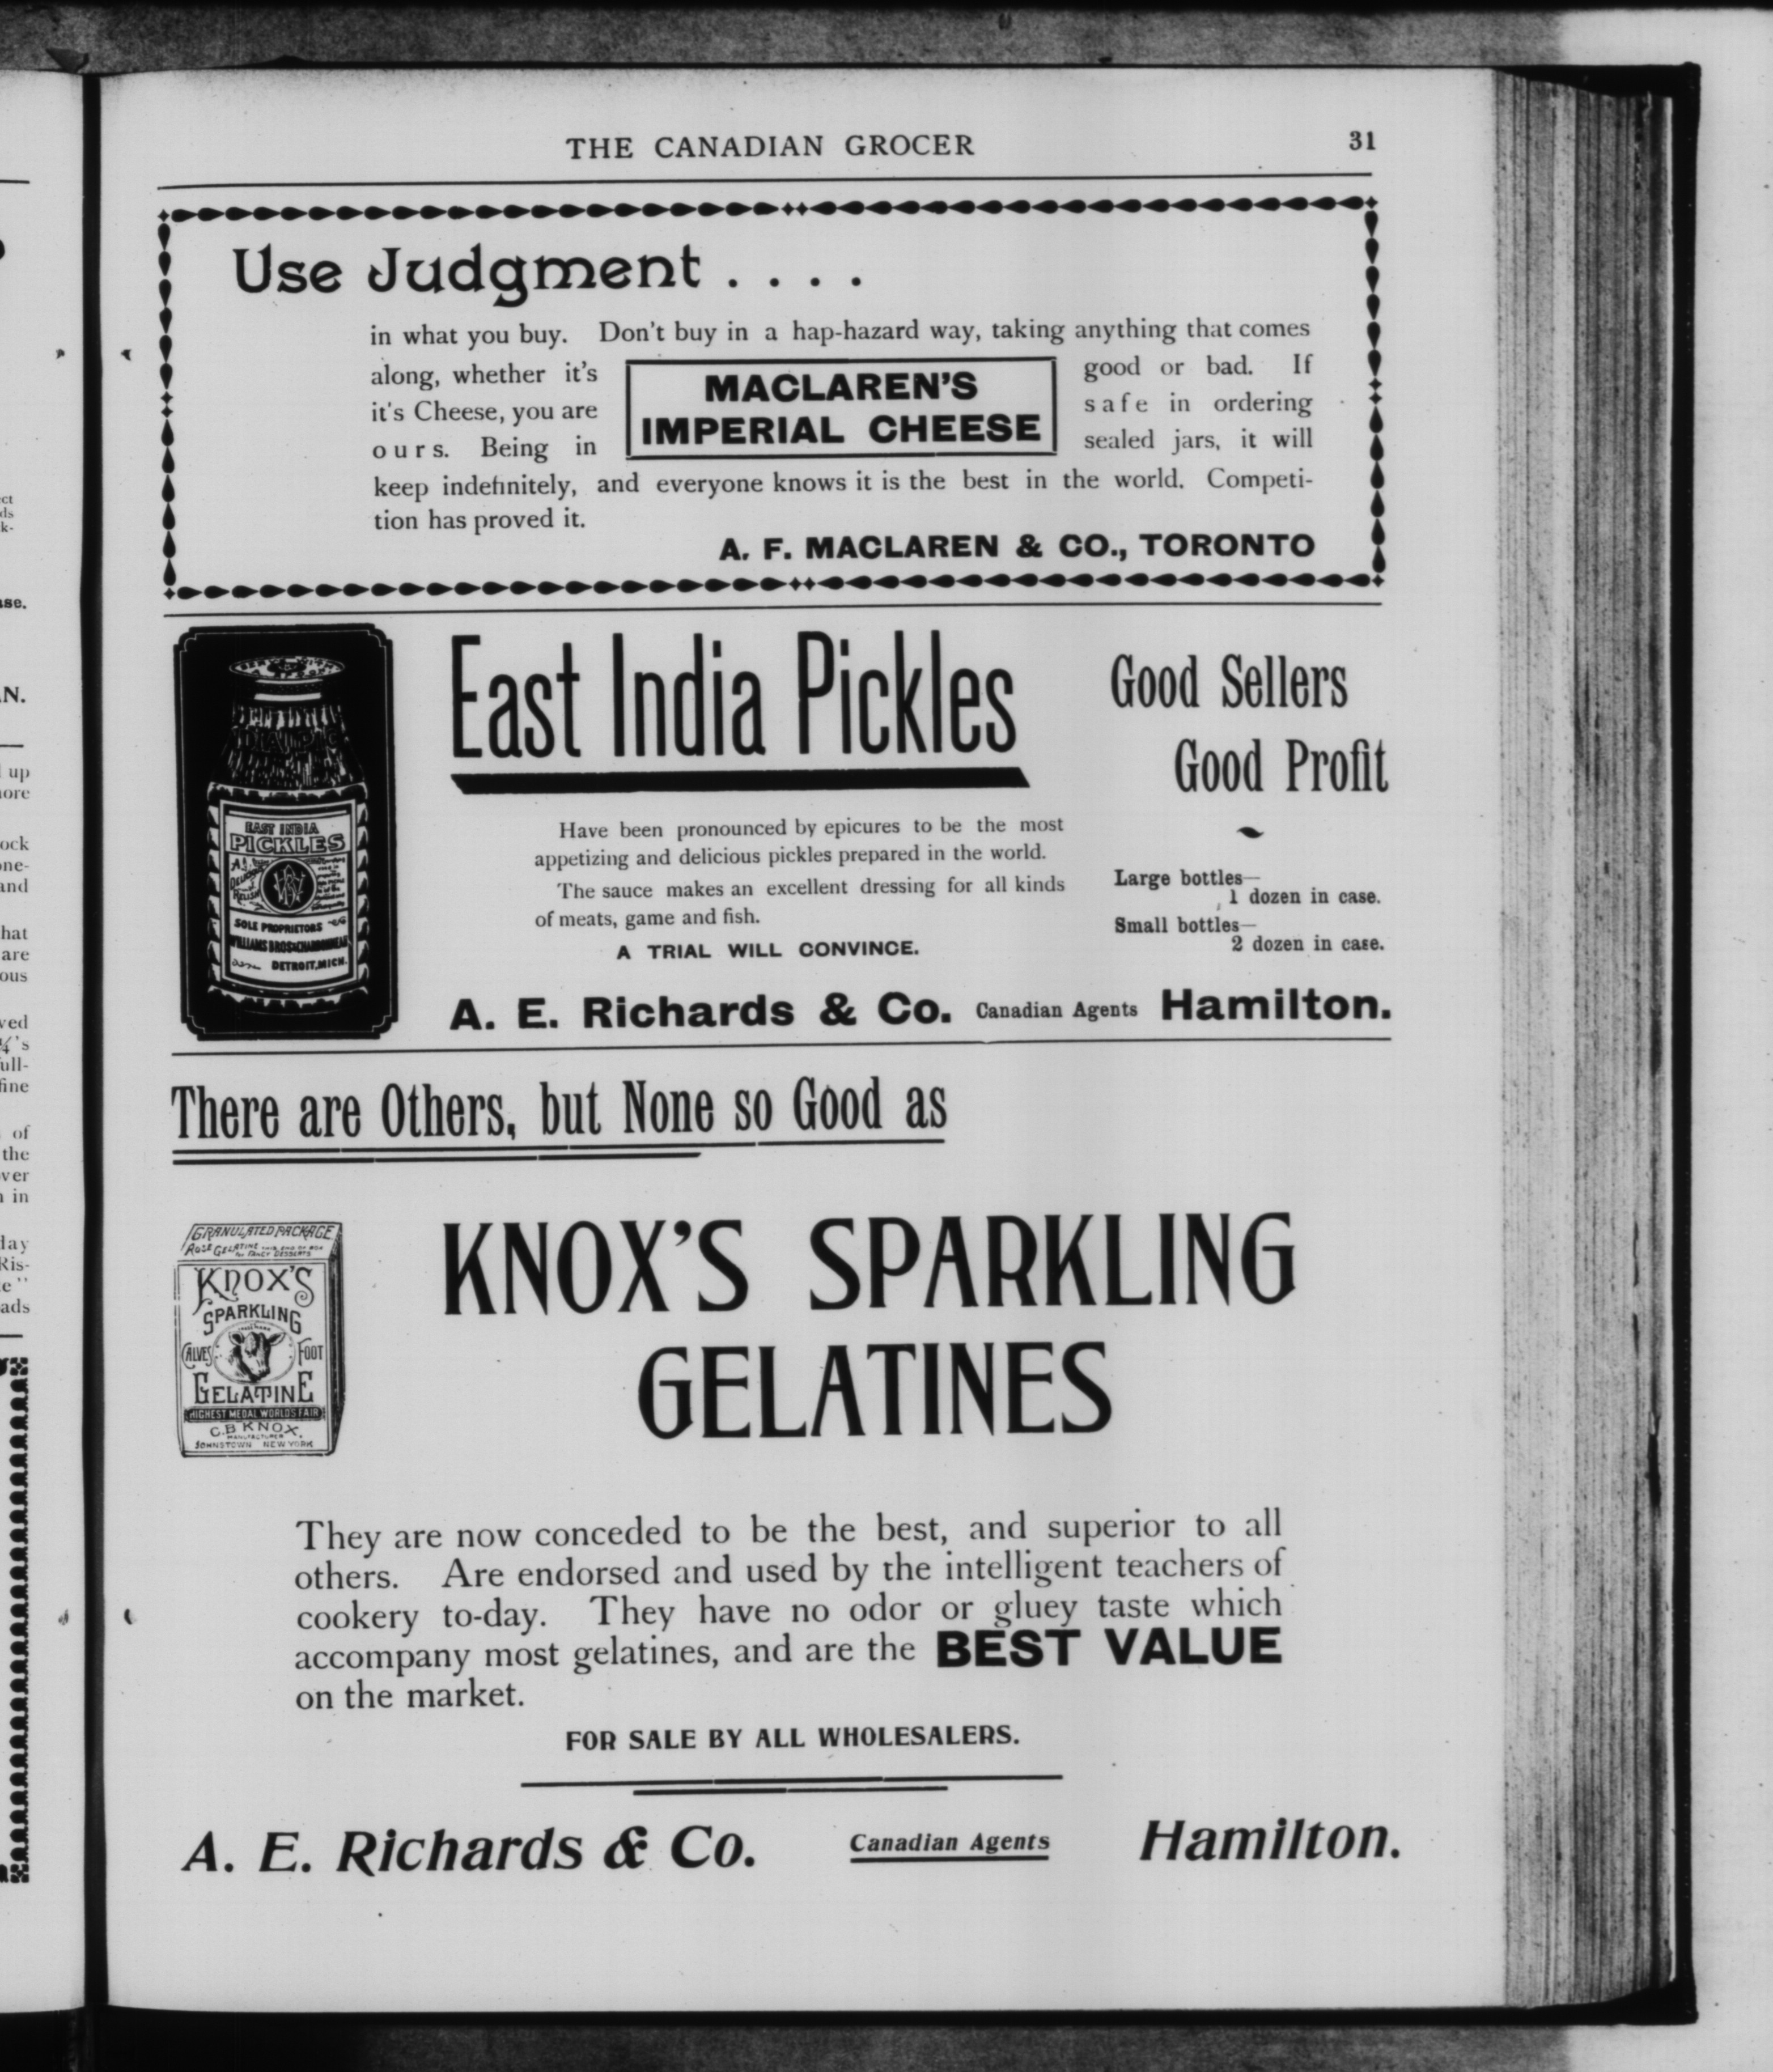 THE CANADIAN GROCER 31
Use Judgment . . . .
in what you buy. Don't buy in a hap-hazard way, taking anything that comes
along, whether it's good or bad. If
it's Cheese, you are safe in ordering
ours. Being in sealed jars, it will
MACLAREN'S
IMPERIAL CHEESE
keep indefinitely, and everyone knows it is the best in the world. Competi-
tion has proved it.
A. F. MACLAREN & CO., TORONTO
EAST INDIA
PICKLES
SOLE PROPRIETORS
DETROIT, MICH.
East India Pickles
Have been pronounced by epicures to be the most
appetizing and delicious pickles prepared in the world.
The sauce makes an excellent dressing for all kinds
of meats, game and fish.
A TRIAL WILL CONVINCE.
Good Sellers
Good Profit
Large bottles—
1 dozen in case.
Small bottles—
2 dozen in case.
A. E. Richards & Co. Canadian Agents Hamilton.
There are Others, but None so Good as
GRANULATED PACKAGE
KNOX'S
SPARKLING
CALVES FOOT
GELATINE
HIGHEST MEDAL WORLDS FAIR
C.B KNOX,
MANUFACTURER
JOHNSTOWN NEW YORK
KNOX'S SPARKLING
GELATINES
They are now conceded to be the best, and superior to all
others. Are endorsed and used by the intelligent teachers of
cookery to-day. They have no odor or gluey taste which
accompany most gelatines, and are the BEST VALUE
on the market.
FOR SALE BY ALL WHOLESALERS.
A. E. Richards & Co. Canadian Agents Hamilton.